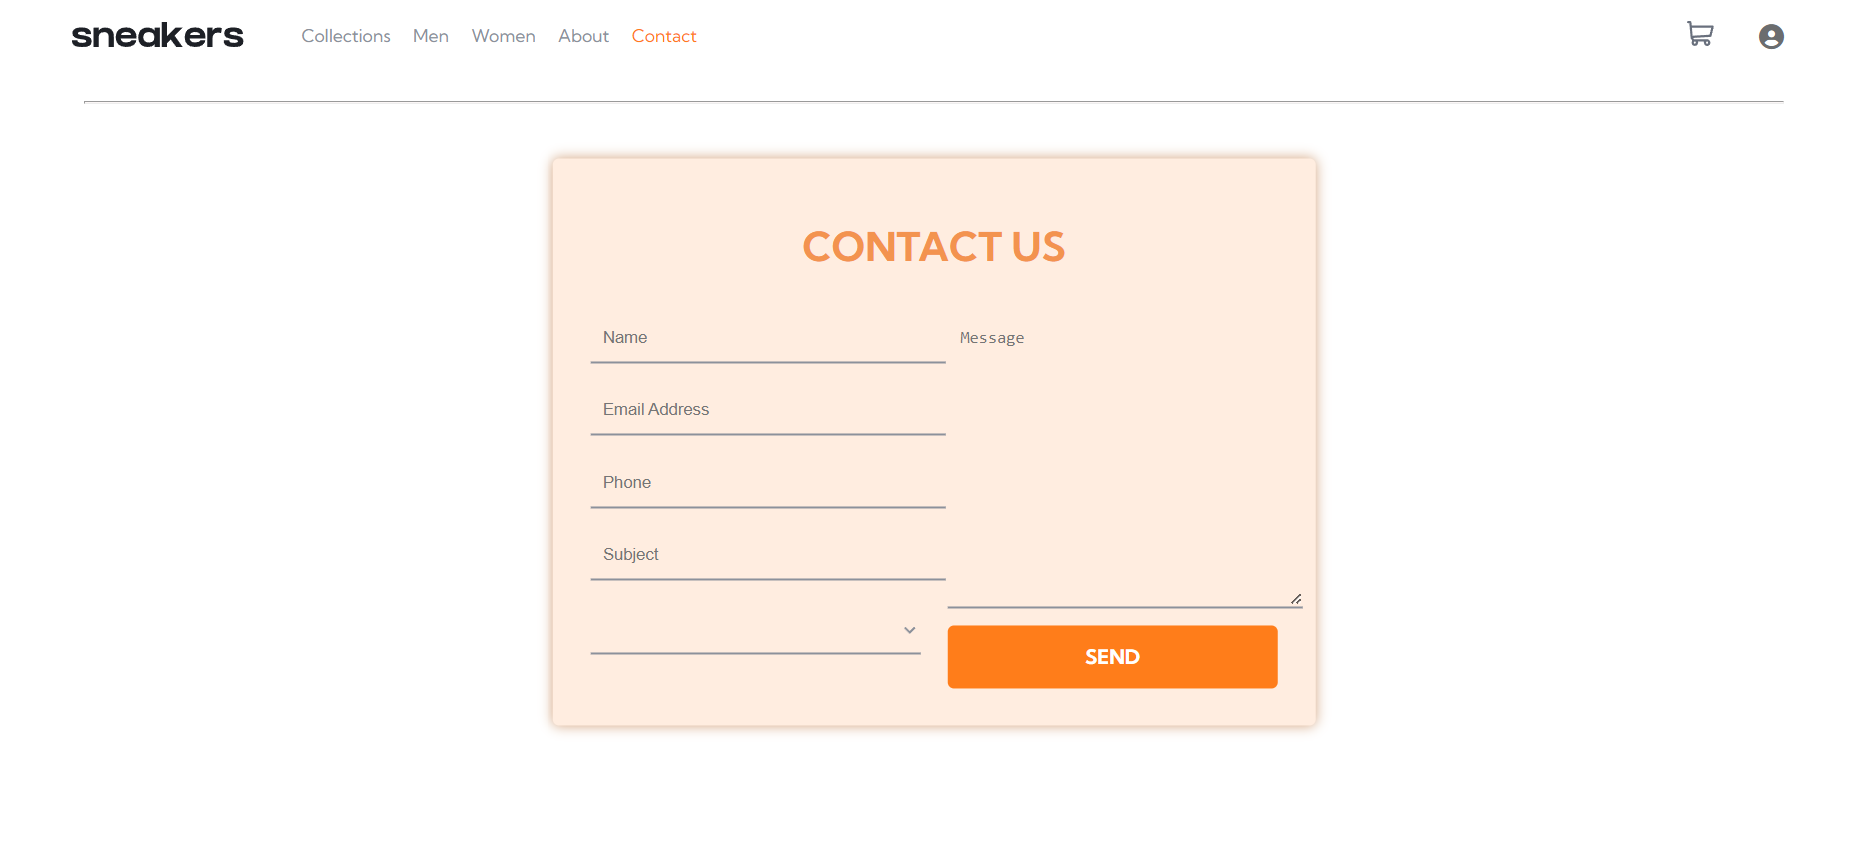 sneakers
Collections Men Women About Contact
CONTACT US
Name
Message
Email Address
Phone
Subject
SEND